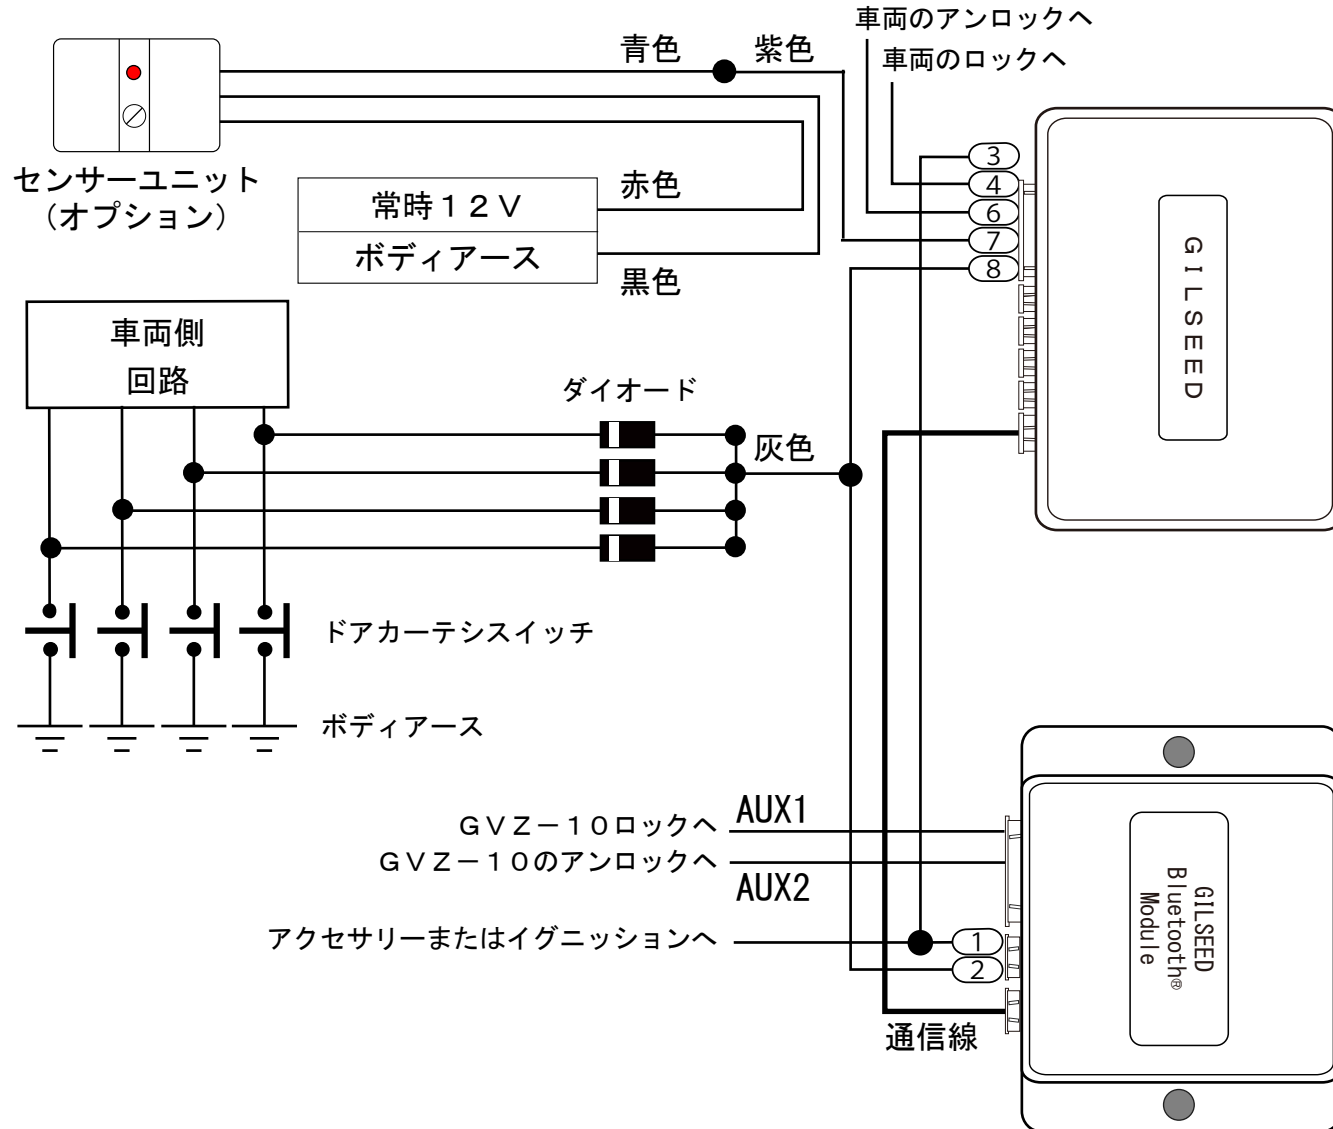 車両のアンロックへ
車両のロックへ
青色
紫色
センサーユニット
（オプション）
常時１２Ｖ
ボディアース
赤色
黒色
3
4
6
7
8
ＧＩＬＳＥＥＤ
車両側
回路
ダイオード
灰色
ドアカーテシスイッチ
ボディアース
ＧＶＺ－１０ロックへ
AUX1
ＧＶＺ－１０のアンロックへ
AUX2
アクセサリーまたはイグニッションへ
1
2
通信線
GILSEED
Bluetooth®
Module